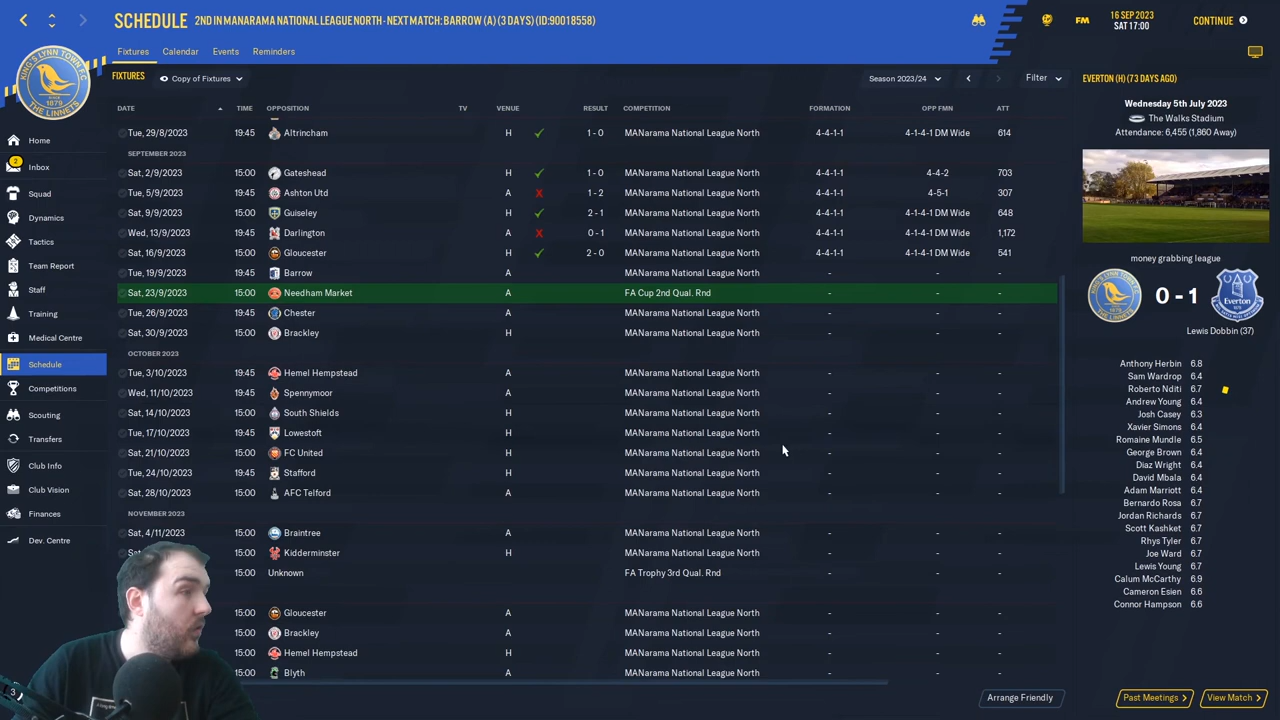 SCHEDULE 2ND IN MANARAMA NATIONAL LEAGUE NORTH - NEXT MATCH: BARROW (A) (3 DAYS) (ID:90018558)
FM
16 SEP 2023
SAT 17:00
CONTINUE
Fixtures Calendar Events Reminders
KING'S LYNN TOWN F.C
1879
THE LINNETS
FIXTURES Copy of Fixtures Season 2023/24 Filter
DATE TIME OPPOSITION TV VENUE RESULT COMPETITION FORMATION OPP FMN ATT
Tue, 29/8/2023 19:45 Altrincham H 1 - 0 MANarama National League North 4-4-1-1 4-1-4-1 DM Wide 614
SEPTEMBER 2023
Sat, 2/9/2023 15:00 Gateshead H 1 - 0 MANarama National League North 4-4-1-1 4-4-2 703
Tue, 5/9/2023 19:45 Ashton Utd A X 1 - 2 MANarama National League North 4-4-1-1 4-5-1 307
Sat, 9/9/2023 15:00 Guiseley H 2 - 1 MANarama National League North 4-4-1-1 4-1-4-1 DM Wide 648
Wed, 13/9/2023 19:45 Darlington A X 0 - 1 MANarama National League North 4-4-1-1 4-1-4-1 DM Wide 1,172
Sat, 16/9/2023 15:00 Gloucester H 2 - 0 MANarama National League North 4-4-1-1 4-1-4-1 DM Wide 541
Tue, 19/9/2023 19:45 Barrow A MANarama National League North - - -
Sat, 23/9/2023 15:00 Needham Market A FA Cup 2nd Qual. Rnd - - -
Tue, 26/9/2023 19:45 Chester A MANarama National League North - - -
Sat, 30/9/2023 15:00 Brackley H MANarama National League North - - -
OCTOBER 2023
Tue, 3/10/2023 19:45 Hemel Hempstead H MANarama National League North - - -
Wed, 11/10/2023 19:45 Spennymoor A MANarama National League North - - -
Sat, 14/10/2023 15:00 South Shields H MANarama National League North - - -
Tue, 17/10/2023 19:45 Lowestoft H MANarama National League North - - -
Sat, 21/10/2023 15:00 FC United H MANarama National League North - - -
Tue, 24/10/2023 19:45 Stafford H MANarama National League North - - -
Sat, 28/10/2023 15:00 AFC Telford A MANarama National League North - - -
NOVEMBER 2023
Sat, 4/11/2023 15:00 Braintree A MANarama National League North - - -
15:00 Kidderminster H MANarama National League North - - -
15:00 Unknown FA Trophy 3rd Qual. Rnd - - -
15:00 Gloucester A MANarama National League North - - -
15:00 Brackley A MANarama National League North - - -
15:00 Hemel Hempstead H MANarama National League North - - -
15:00 Blyth A MANarama National League North - - -
Arrange Friendly
Home
2
Inbox
Squad
Dynamics
Tactics
Team Report
Staff
Training
Medical Centre
Schedule
Competitions
Scouting
Transfers
Club Info
Club Vision
Finances
Dev. Centre
3
EVERTON (H) (73 DAYS AGO)
Wednesday 5th July 2023
The Walks Stadium
Attendance: 6,455 (1,860 Away)
money grabbing league
0 - 1
Everton
Lewis Dobbin (37)
Anthony Herbin 6.8
Sam Wardrop 6.4
Roberto Nditi 6.7
Andrew Young 6.4
Josh Casey 6.3
Xavier Simons 6.4
Romaine Mundle 6.5
George Brown 6.4
Diaz Wright 6.4
David Mbala 6.4
Adam Marriott 6.4
Bernardo Rosa 6.7
Jordan Richards 6.7
Scott Kashket 6.7
Rhys Tyler 6.7
Joe Ward 6.7
Lewis Young 6.7
Calum McCarthy 6.9
Cameron Esien 6.6
Connor Hampson 6.6
Past Meetings View Match